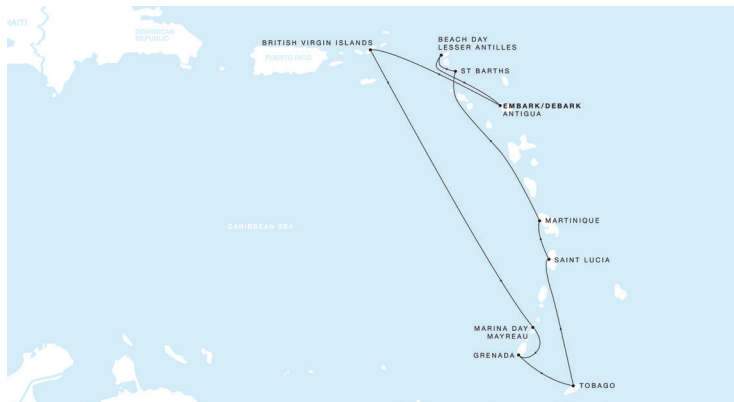 HAITI
DOMINICAN
REPUBLIC
BRITISH VIRGIN ISLANDS
PUERTO RICO
BEACH DAY
LESSER ANTILLES
ST BARTHS
EMBARK/DEBARK
ANTIGUA
MARTINIQUE
CARIBBEAN SEA
SAINT LUCIA
MARINA DAY
MAYREAU
GRENADA
TOBAGO